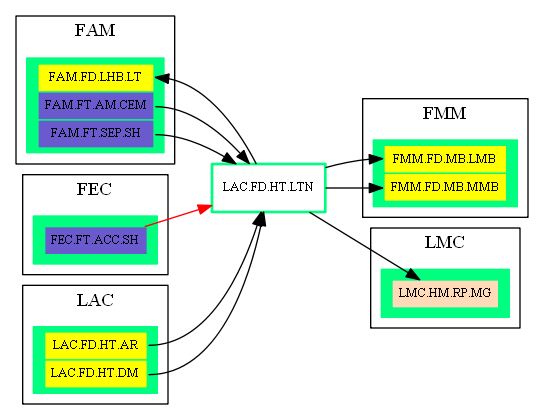 FAM
FAM.FD.LHB.LT
FAM.FT.AM.CEM
FAM.FT.SEP.SH
FEC
FEC.FT.ACC.SH
LAC
LAC.FD.HT.AR
LAC.FD.HT.DM
LAC.FD.HT.LTN
FMM
FMM.FD.MB.LMB
FMM.FD.MB.MMB
LMC
LMC.HM.RP.MG